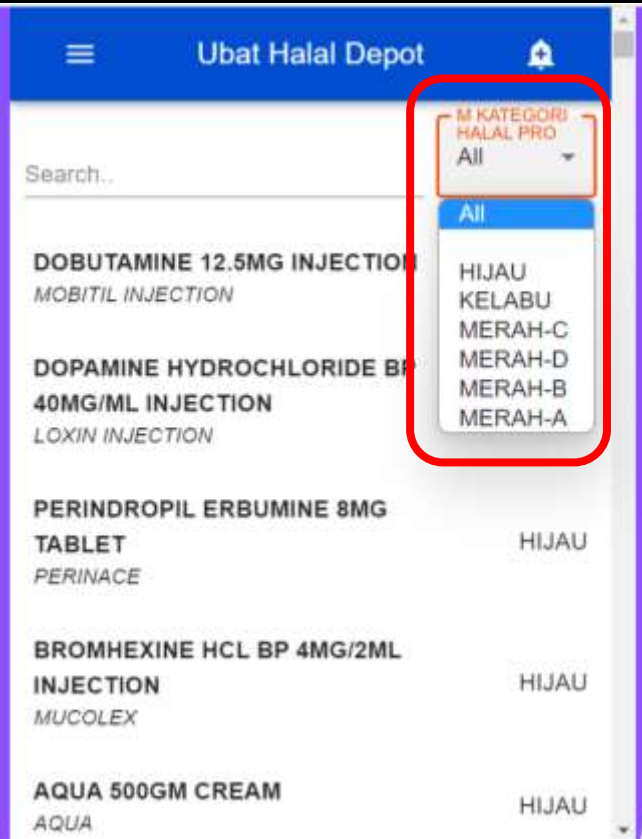 Ubat Halal Depot
M KATEGORI
HALAL PRO
All
Search..
All
HIJAU
KELABU
MERAH-C
MERAH-D
MERAH-B
MERAH-A
DOBUTAMINE 12.5MG INJECTION
MOBITIL INJECTION
DOPAMINE HYDROCHLORIDE BP
40MG/ML INJECTION
LOXIN INJECTION
PERINDROPIL ERBUMINE 8MG
TABLET
HIJAU
PERINACE
BROMHEXINE HCL BP 4MG/2ML
INJECTION
HIJAU
MUCOLEX
AQUA 500GM CREAM
HIJAU
AQUA